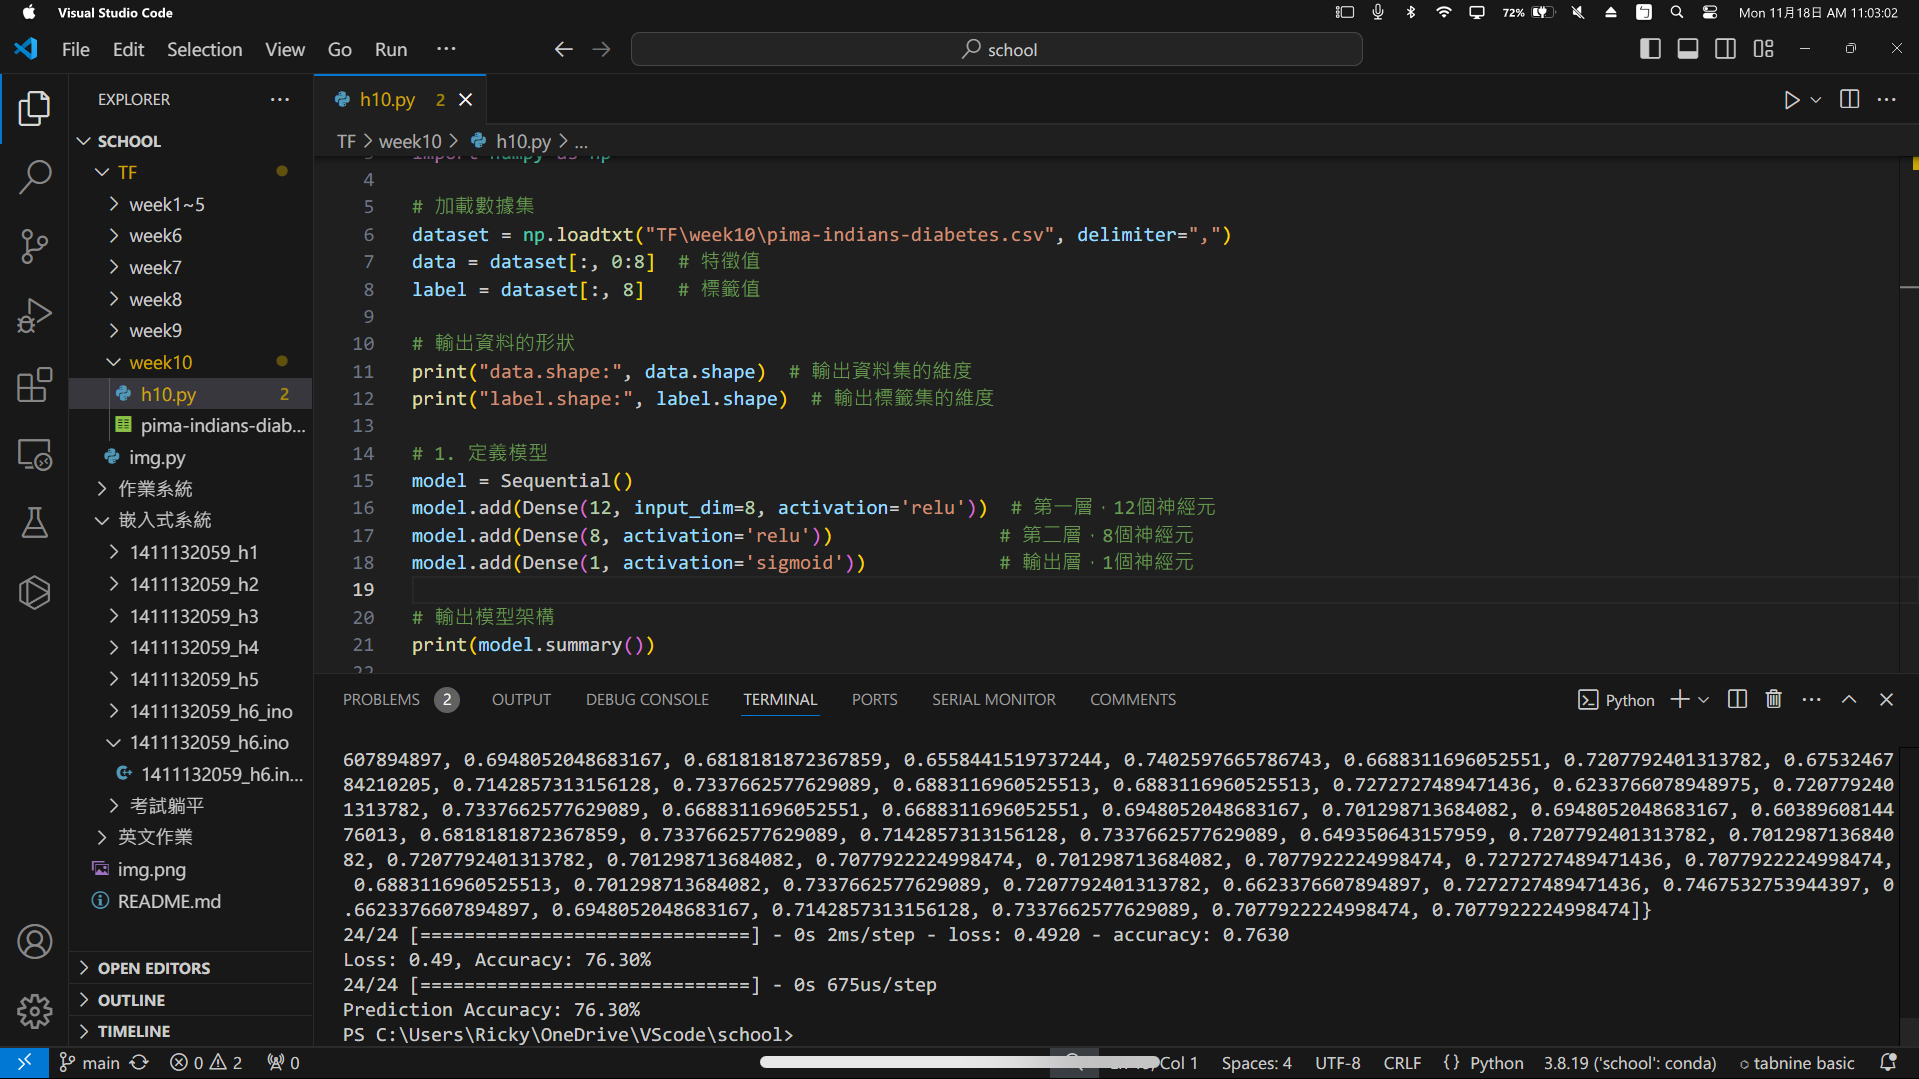 Visual Studio Code
72%
Mon 11月18日 AM 11:03:02
File Edit Selection View Go Run ···
school
EXPLORER ···
SCHOOL
TF
week1~5
week6
week7
week8
week9
week10
h10.py 2
pima-indians-diab...
img.py
作業系統
嵌入式系統
1411132059_h1
1411132059_h2
1411132059_h3
1411132059_h4
1411132059_h5
1411132059_h6_ino
1411132059_h6.ino
1411132059_h6.in...
考試躺平
英文作業
img.png
README.md
OPEN EDITORS
OUTLINE
TIMELINE
h10.py 2
TF > week10 > h10.py > ...
3 import numpy as np
4
5 # 加載數據集
6 dataset = np.loadtxt("TF\week10\pima-indians-diabetes.csv", delimiter=",")
7 data = dataset[:, 0:8]  # 特徵值
8 label = dataset[:, 8]   # 標籤值
9
10 # 輸出資料的形狀
11 print("data.shape:", data.shape)  # 輸出資料集的維度
12 print("label.shape:", label.shape)  # 輸出標籤集的維度
13
14 # 1. 定義模型
15 model = Sequential()
16 model.add(Dense(12, input_dim=8, activation='relu'))  # 第一層，12個神經元
17 model.add(Dense(8, activation='relu'))               # 第二層，8個神經元
18 model.add(Dense(1, activation='sigmoid'))            # 輸出層，1個神經元
19
20 # 輸出模型架構
21 print(model.summary())
22
PROBLEMS 2 OUTPUT DEBUG CONSOLE TERMINAL PORTS SERIAL MONITOR COMMENTS
Python
607894897, 0.6948052048683167, 0.6818181872367859, 0.6558441519737244, 0.7402597665786743, 0.6688311696052551, 0.7207792401313782, 0.67532467
84210205, 0.7142857313156128, 0.7337662577629089, 0.6883116960525513, 0.6883116960525513, 0.7272727489471436, 0.6233766078948975, 0.720779240
1313782, 0.7337662577629089, 0.6688311696052551, 0.6688311696052551, 0.6948052048683167, 0.701298713684082, 0.6948052048683167, 0.60389608144
76013, 0.6818181872367859, 0.7337662577629089, 0.7142857313156128, 0.7337662577629089, 0.649350643157959, 0.7207792401313782, 0.7012987136840
82, 0.7207792401313782, 0.701298713684082, 0.7077922224998474, 0.701298713684082, 0.7077922224998474, 0.7272727489471436, 0.7077922224998474,
0.6883116960525513, 0.701298713684082, 0.7337662577629089, 0.7207792401313782, 0.6623376607894897, 0.7272727489471436, 0.7467532753944397, 0
.6623376607894897, 0.6948052048683167, 0.7142857313156128, 0.7337662577629089, 0.7077922224998474, 0.7077922224998474]}
24/24 [==============================] - 0s 2ms/step - loss: 0.4920 - accuracy: 0.7630
Loss: 0.49, Accuracy: 76.30%
24/24 [==============================] - 0s 675us/step
Prediction Accuracy: 76.30%
PS C:\Users\Ricky\OneDrive\VScode\school>
main 0 2 0
Col 1 Spaces: 4 UTF-8 CRLF {} Python 3.8.19 ('school': conda) tabnine basic